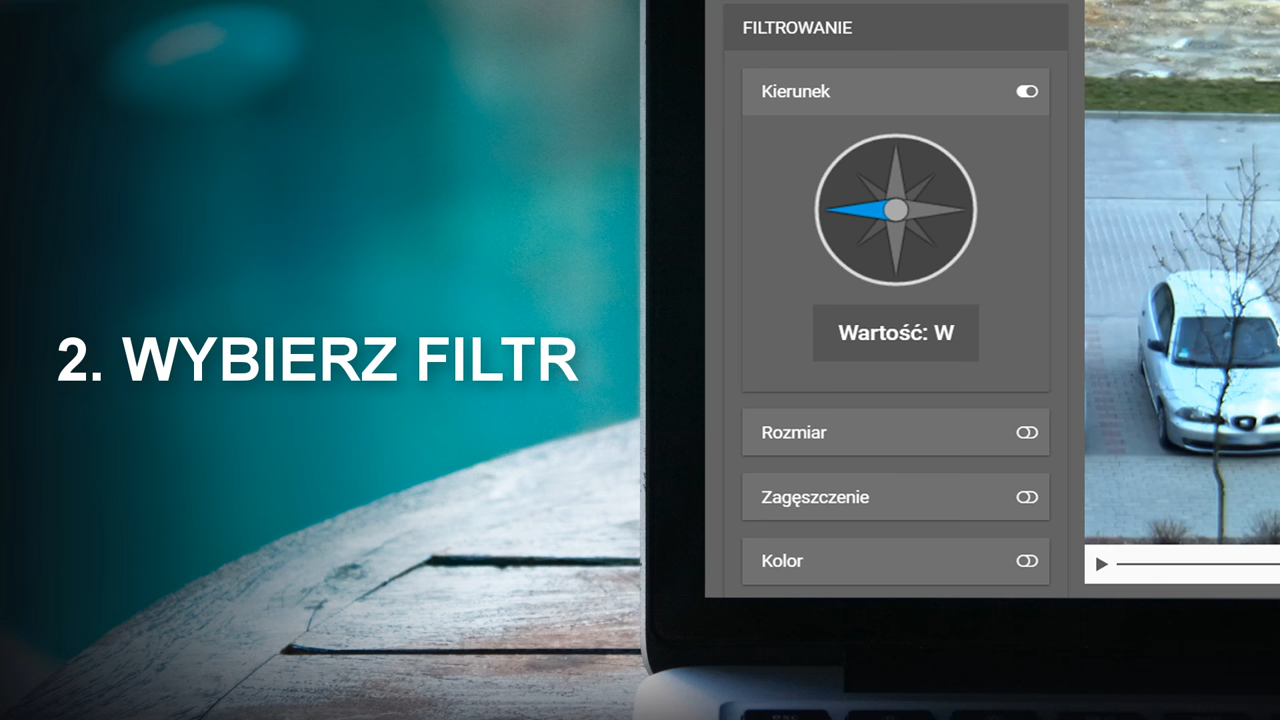 2. WYBIERZ FILTR
FILTROWANIE
Kierunek
Wartość: W
Rozmiar
Zagęszczenie
Kolor